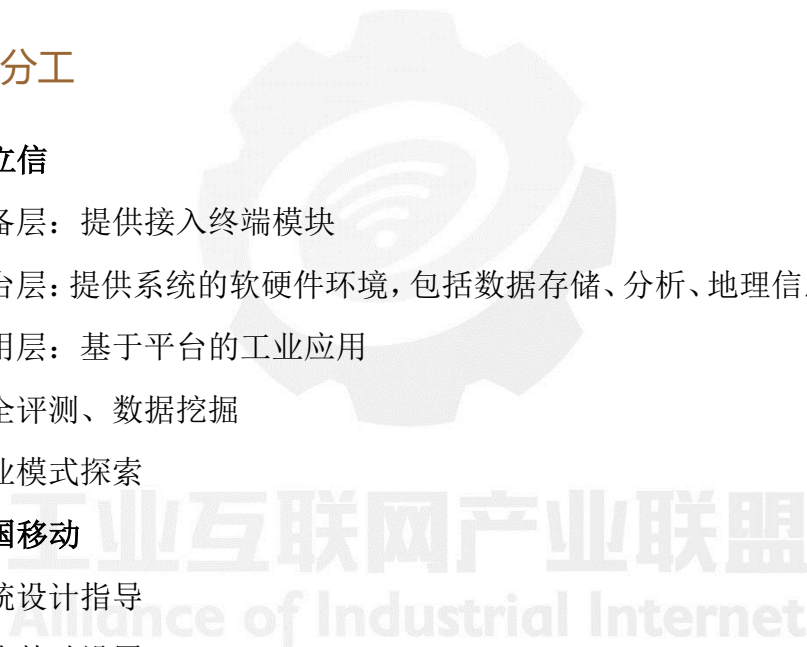 分工
立信
备层：提供接入终端模块
台层：提供系统的软硬件环境，包括数据存储、分析、地理信
用层：基于平台的工业应用
全评测、数据挖掘
业模式探索
国移动
统设计指导
工业互联网产业联盟
Alliance of Industrial Internet